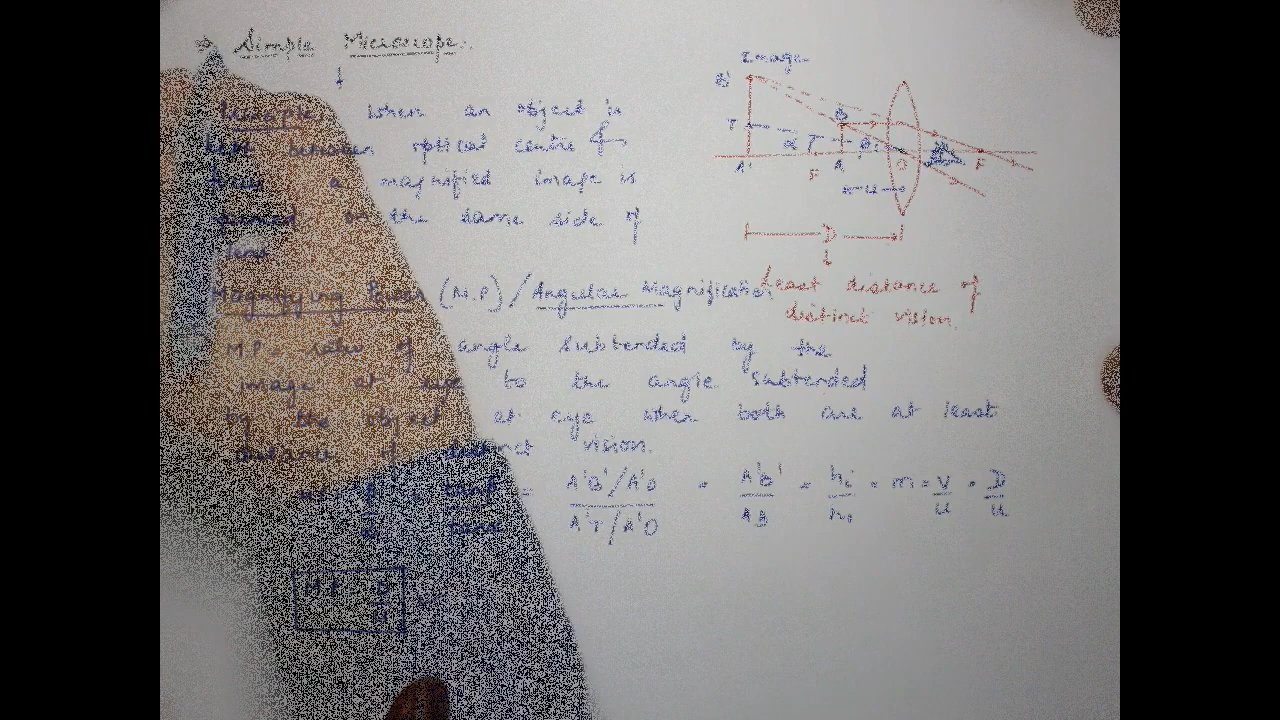 ⇒ Simple Microscope:-
↓
Principle when an object is
kept between optical centre &
focus a magnified image is
formed on the same side of
lens
Magnifying Power (M.P) / Angular Magnification
M.P. = ratio of angle subtended by the
image at eye to the angle subtended
by the object at eye when both are at least
distance of distinct vision.
= A'B'/A'O / A'T/A'O = A'B' / AB = hi / ho = m = v/u = D/u
M.P
Image
B'
T B T
α β
A' F A O F
u
D
↓
Least distance of
distinct vision.